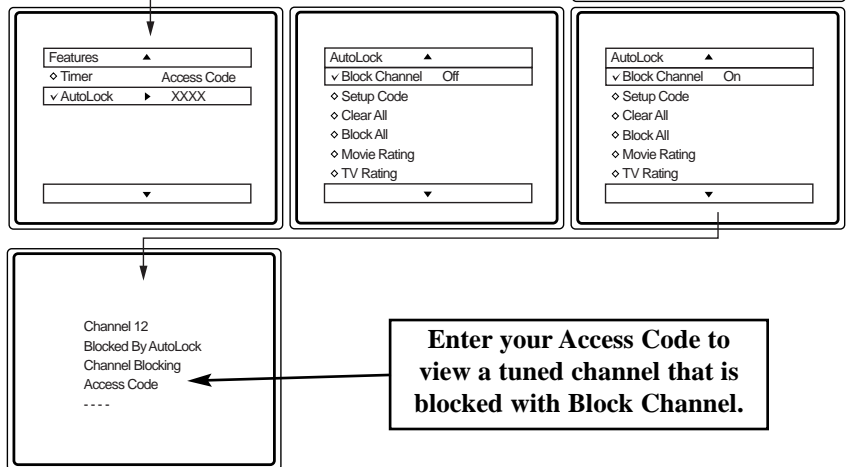 Features
Timer Access Code
AutoLock XXXX
AutoLock
Block Channel Off
Setup Code
Clear All
Block All
Movie Rating
TV Rating
AutoLock
Block Channel On
Setup Code
Clear All
Block All
Movie Rating
TV Rating
Channel 12
Blocked By AutoLock
Channel Blocking
Access Code
- - - -
Enter your Access Code to
view a tuned channel that is
blocked with Block Channel.